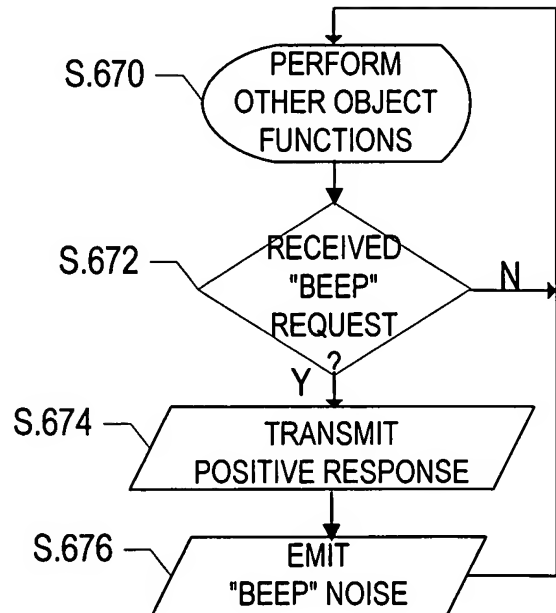 S.670
PERFORM
OTHER OBJECT
FUNCTIONS
S.672
RECEIVED
"BEEP"
REQUEST
?
N
Y
S.674
TRANSMIT
POSITIVE RESPONSE
S.676
EMIT
"BEEP" NOISE